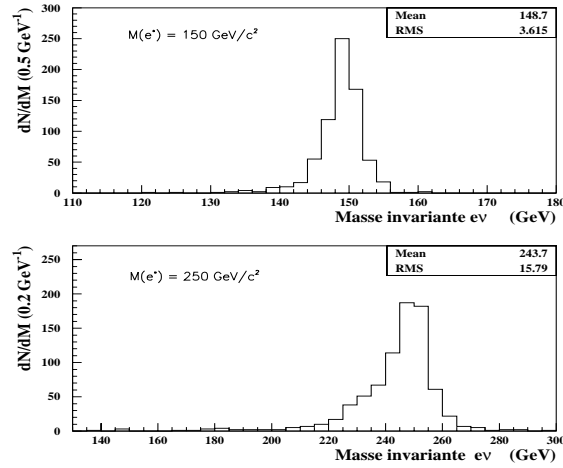 300
250
200
150
100
50
0
dN/dM (0.5 GeV⁻¹)
M(e*) = 150 GeV/c²
Mean 148.7
RMS 3.615
110 120 130 140 150 160 170 180
Masse invariante eν (GeV)
250
200
150
100
50
0
dN/dM (0.2 GeV⁻¹)
M(e*) = 250 GeV/c²
Mean 243.7
RMS 15.79
140 160 180 200 220 240 260 280 300
Masse invariante eν (GeV)